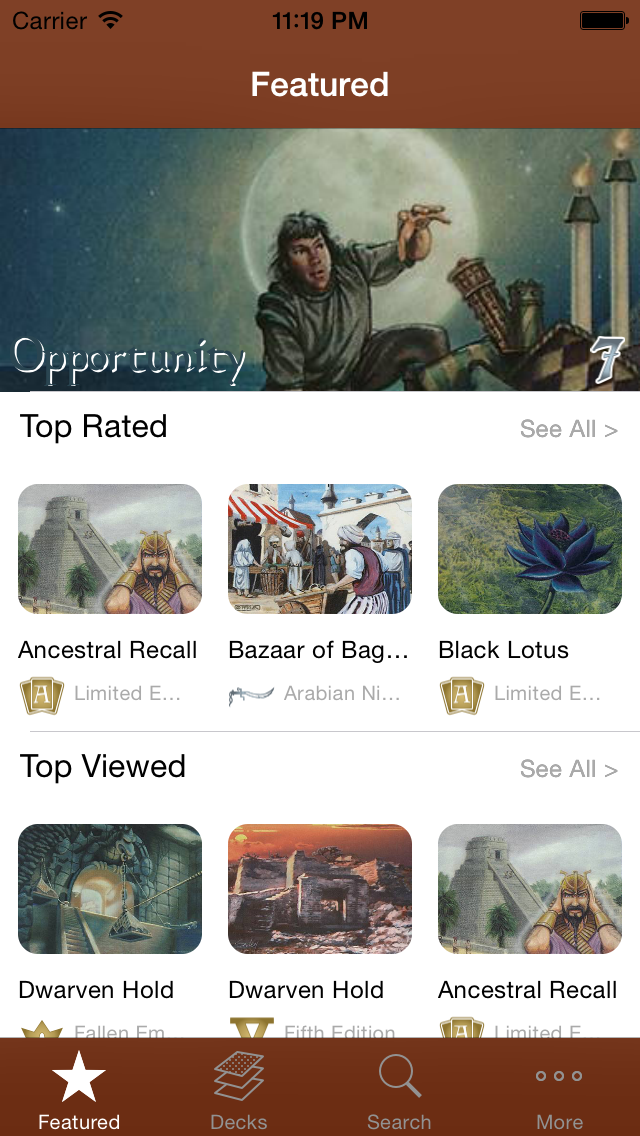 Carrier 11:19 PM
Featured
Opportunity 7
Top Rated See All >
Ancestral Recall Bazaar of Bag... Black Lotus
A Limited E... Arabian Ni... A Limited E...
Top Viewed See All >
Dwarven Hold Dwarven Hold Ancestral Recall
Fallen Em... V Fifth Edition A Limited E...
Featured Decks Search More